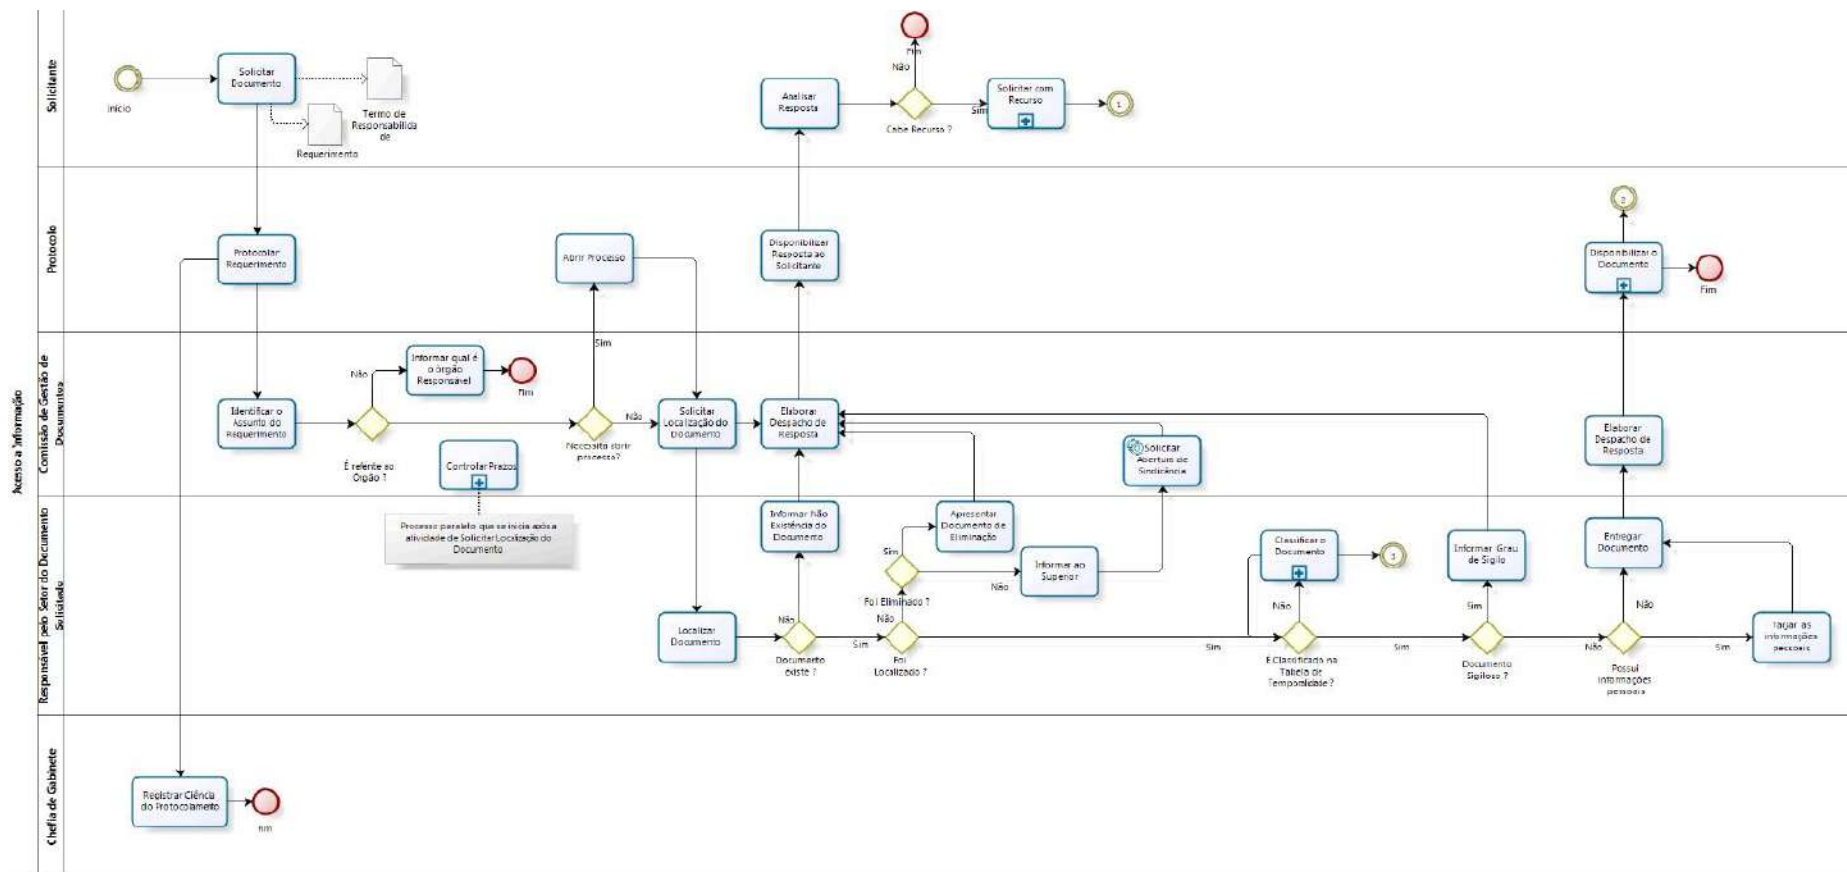 Acesso a Informação
Solicitante
Início
Solicitar
Documento
Termo de
Responsabilida
de
Requerimento
Analisar
Resposta
Fim
Não
Cabe Recurso ?
Sim
Solicitar com
Recurso
1
Protocolo
Protocolar
Requerimento
Abrir Processo
Disponibilizar
Resposta ao
Solicitante
Disponibilizar o
Documento
Fim
Comissão de Gestão de
Documentos
Identificar o
Assunto do
Requerimento
Não
É referente ao
Orgão ?
Informar qual é
o órgão
Responsável
Fim
Controlar Prazos
Sim
Necessita abrir
processo?
Não
Solicitar
Localização do
Documento
Elaborar
Despacho de
Resposta
Solicitar
Abertura de
Sindicância
Elaborar
Despacho de
Resposta
Responsável pelo Setor do Documento
Processo paralelo que se inicia após a
atividade de Solicitar Localização do
Documento
Localizar
Documento
Informar Não
Existência do
Documento
Não
Documento
existe ?
Sim
Apresentar
Documento de
Eliminação
Sim
Foi Eliminado ?
Não
Informar ao
Superior
Não
Foi
Localizado ?
Sim
Classificar o
Documento
3
Não
É Classificado na
Tabela de
Temporalidade ?
Sim
Informar Grau
de Sigilo
Sim
Documento
Sigiloso ?
Não
Entregar
Documento
Não
Possui
informações
pessoais
Sim
Tarjar as
informações
pessoais
Chefia de Gabinete
Registrar Ciência
do Protocolamento
Fim